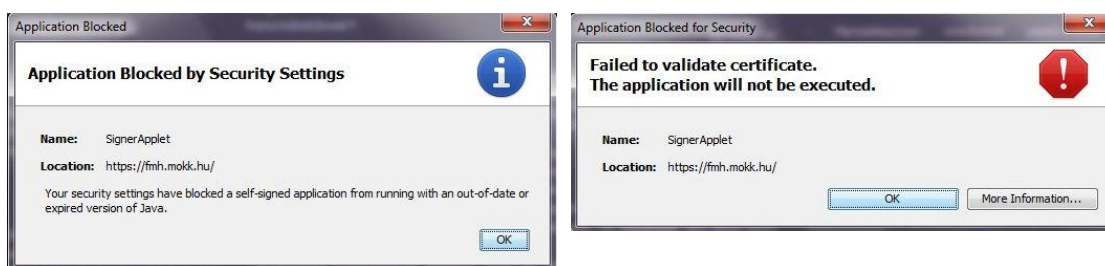 Application Blocked
Application Blocked by Security Settings
Name: SignerApplet
Location: https://fmh.mokk.hu/
Your security settings have blocked a self-signed application from running with an out-of-date or
expired version of Java.
OK
Application Blocked for Security
Failed to validate certificate.
The application will not be executed.
Name: SignerApplet
Location: https://fmh.mokk.hu/
OK
More Information...